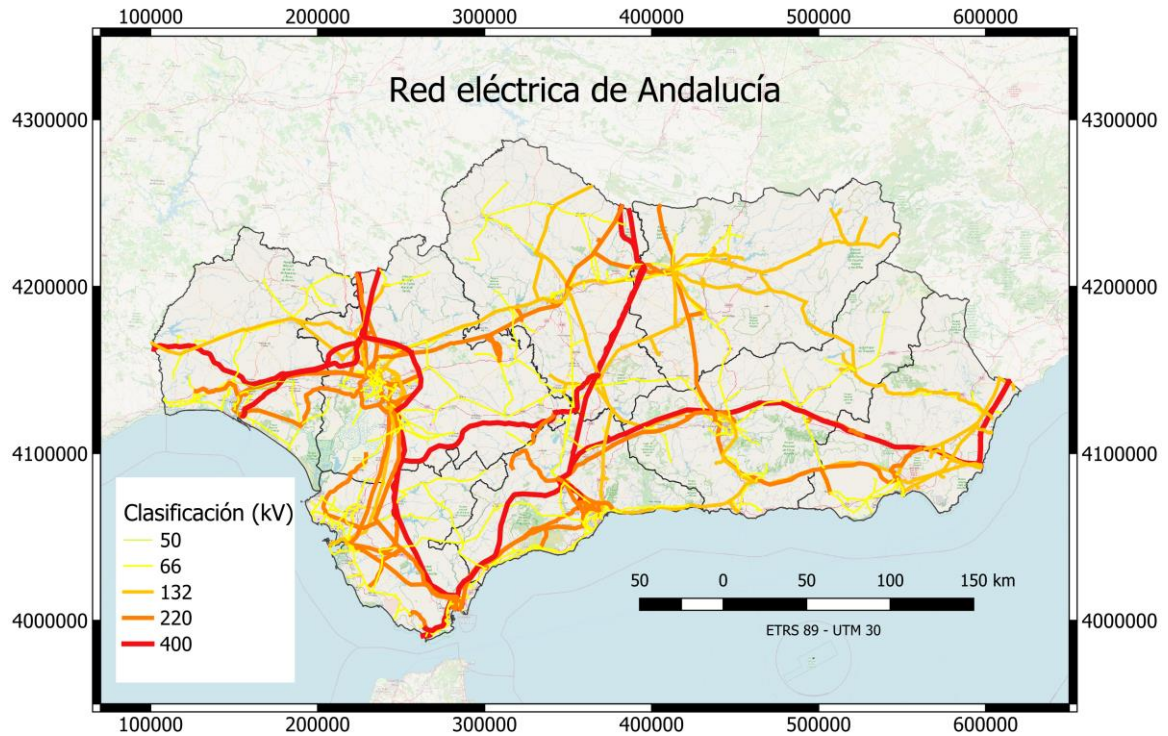 100000 200000 300000 400000 500000 600000
Red eléctrica de Andalucía
4300000 4300000
4200000 4200000
4100000 4100000
Clasificación (kV)
50
66
132
220
400
50 0 50 100 150 km
ETRS 89 - UTM 30
4000000 4000000
100000 200000 300000 400000 500000 600000